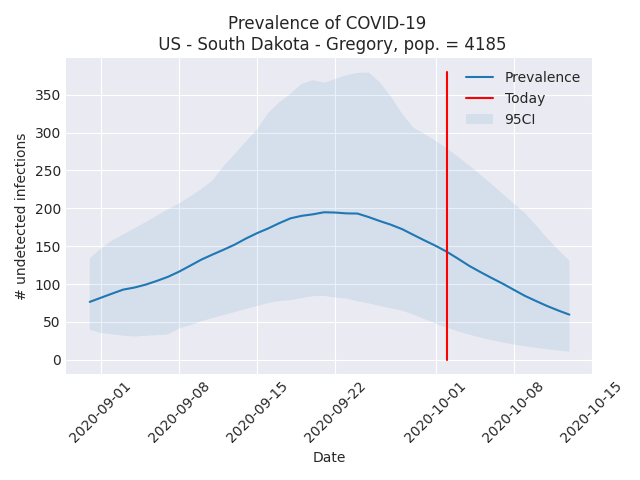 Prevalence of COVID-19
US - South Dakota - Gregory, pop. = 4185
Prevalence
Today
95CI
350
300
250
200
150
100
50
0
# undetected infections
2020-09-01
2020-09-08
2020-09-15
2020-09-22
2020-10-01
2020-10-08
2020-10-15
Date